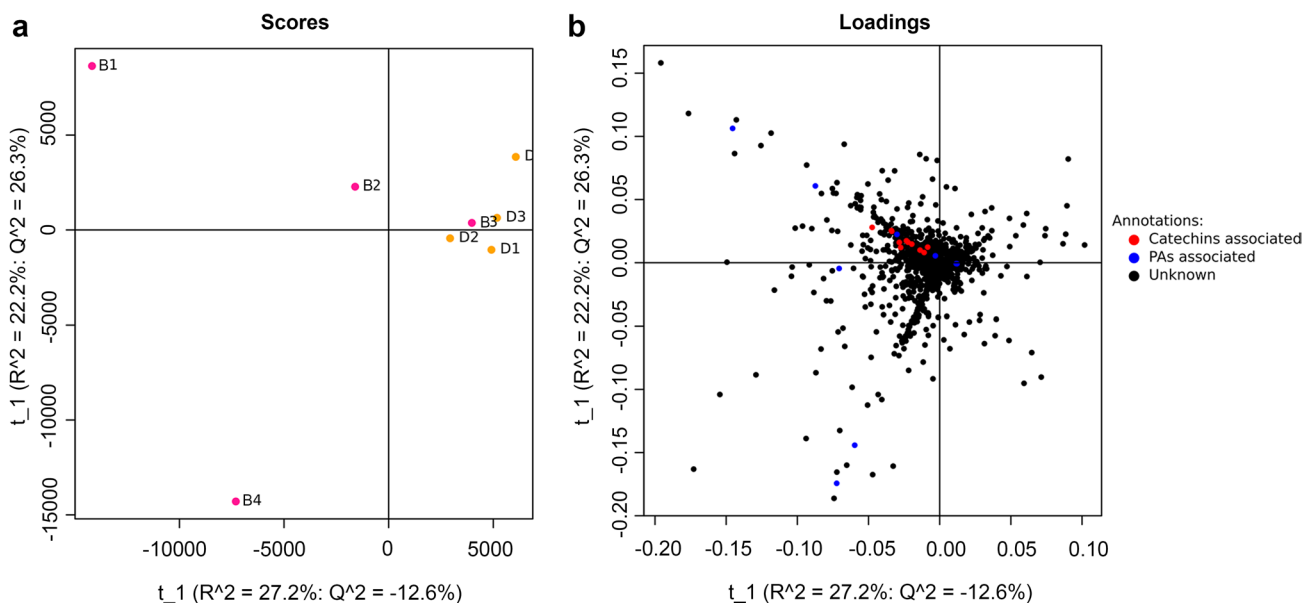 a
Scores
b
Loadings
B1
B2
B3
B4
D
D3
D2
D1
5000
0
-5000
-10000
-15000
t_1 (R^2 = 22.2%: Q^2 = 26.3%)
-10000
-5000
0
5000
t_1 (R^2 = 27.2%: Q^2 = -12.6%)
0.15
0.10
0.05
0.00
-0.05
-0.10
-0.15
-0.20
t_1 (R^2 = 22.2%: Q^2 = 26.3%)
-0.20
-0.15
-0.10
-0.05
0.00
0.05
0.10
t_1 (R^2 = 27.2%: Q^2 = -12.6%)
Annotations:
Catechins associated
PAs associated
Unknown